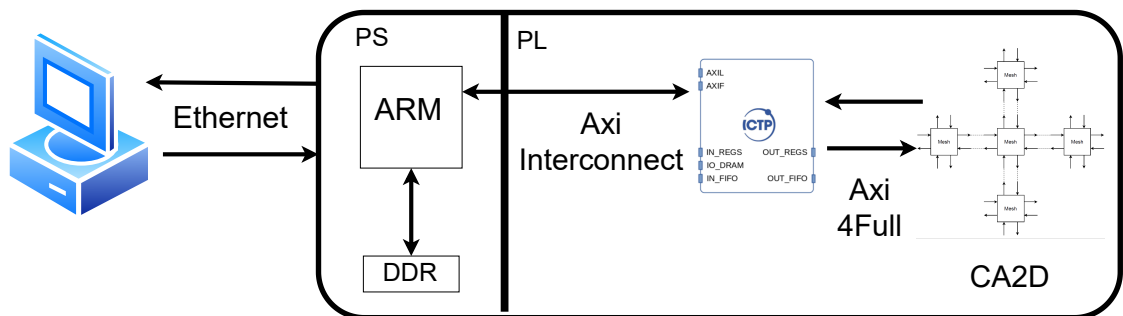 PS
PL
Ethernet
ARM
DDR
Axi
Interconnect
AXIL
AXIF
ICTP
IN_REGS
IO_DRAM
IN_FIFO
OUT_REGS
OUT_FIFO
Axi
4Full
Mesh
Mesh
Mesh
Mesh
Mesh
CA2D